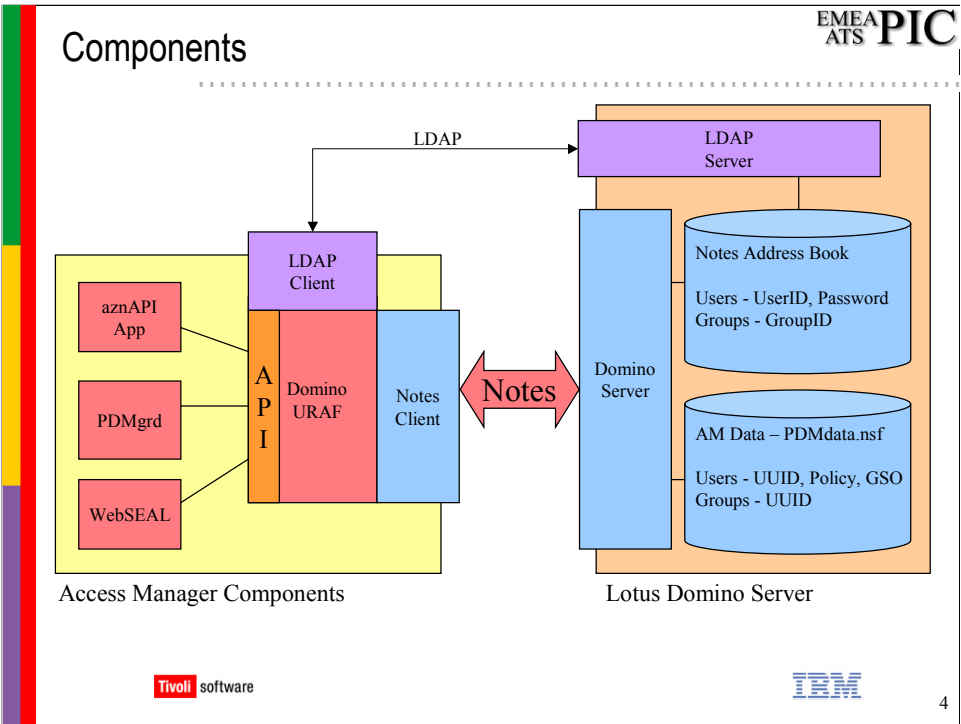 Components
EMEA
ATS PIC
LDAP
LDAP
Server
LDAP
Client
aznAPI
App
PDMgrd
WebSEAL
A
P
I
Domino
URAF
Notes
Client
Notes
Domino
Server
Notes Address Book
Users - UserID, Password
Groups - GroupID
AM Data – PDMdata.nsf
Users - UUID, Policy, GSO
Groups - UUID
Access Manager Components
Lotus Domino Server
Tivoli software
IBM
4